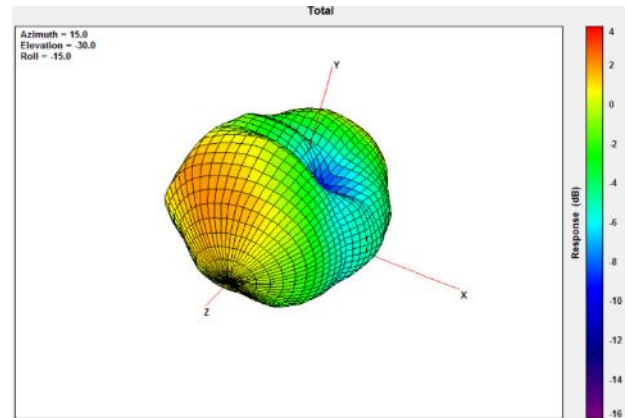 Total
Azimuth = 15.0
Elevation = -30.0
Roll = -15.0
Y
X
Z
4
2
0
-2
-4
-6
-8
-10
-12
-14
-16
Response (dB)